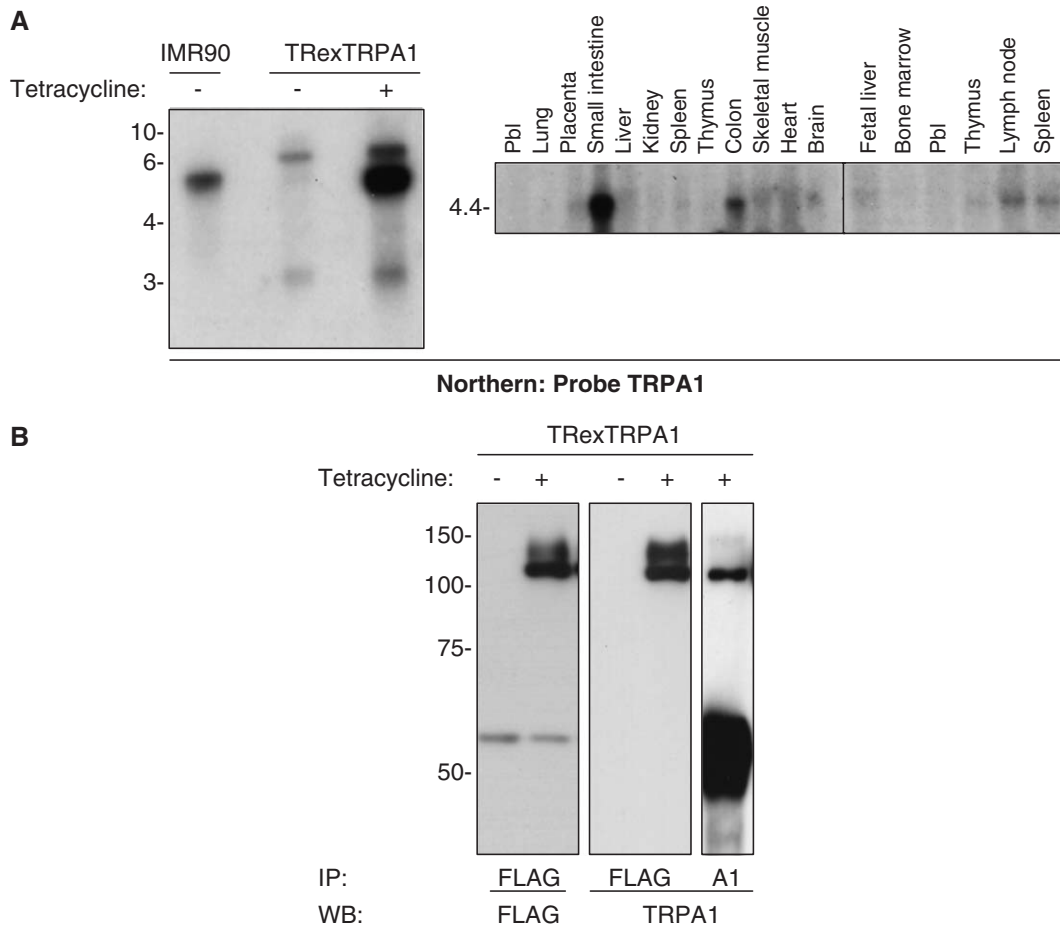 A
IMR90 TRexTRPA1
Tetracycline: - - +
10-
6-
4-
3-
Pbl
Lung
Placenta
Small intestine
Liver
Kidney
Spleen
Thymus
Colon
Skeletal muscle
Heart
Brain
Fetal liver
Bone marrow
Pbl
Thymus
Lymph node
Spleen
4.4-
Northern: Probe TRPA1
B
TRexTRPA1
Tetracycline: - + - + +
150-
100-
75-
50-
IP: FLAG FLAG A1
WB: FLAG TRPA1